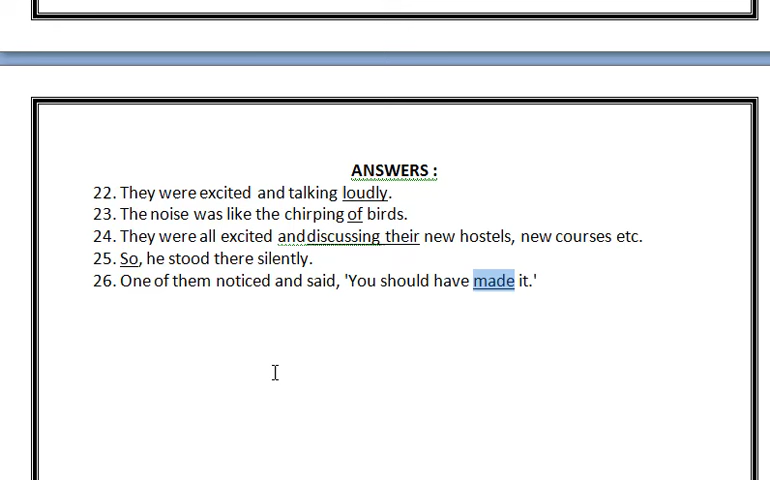 ANSWERS :
22. They were excited and talking loudly.
23. The noise was like the chirping of birds.
24. They were all excited anddiscussing their new hostels, new courses etc.
25. So, he stood there silently.
26. One of them noticed and said, 'You should have made it.'